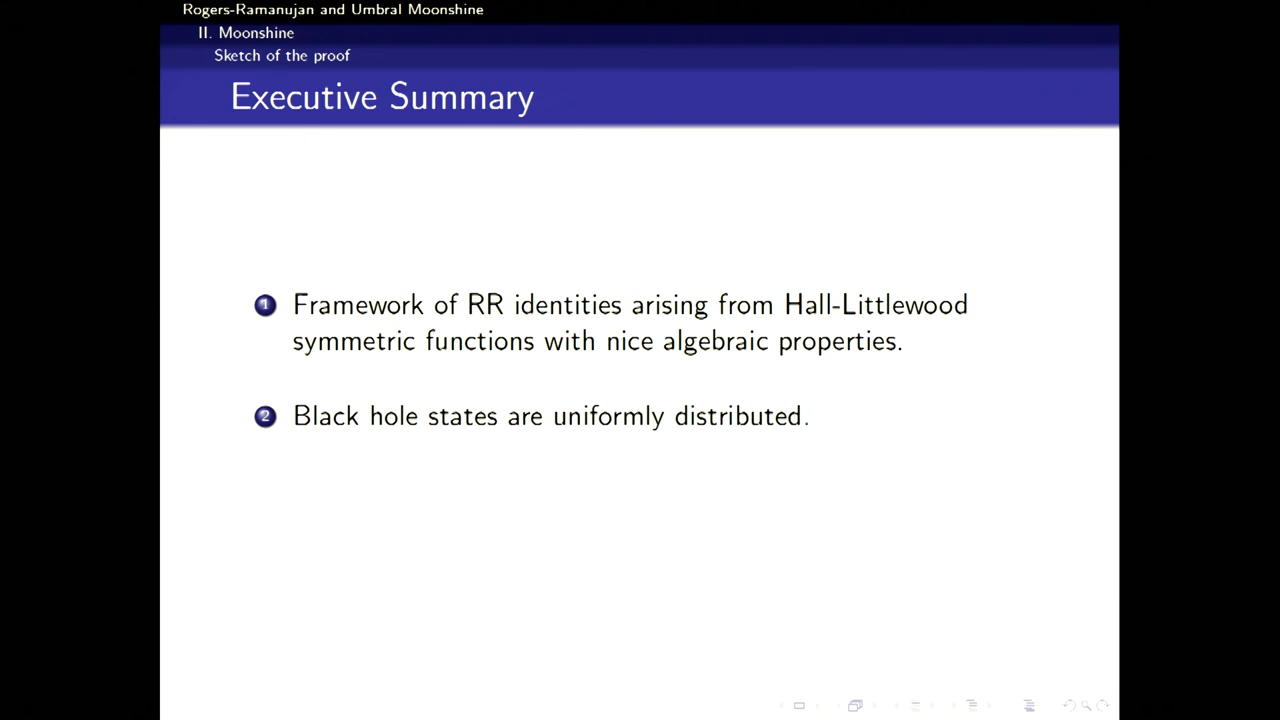 Rogers-Ramanujan and Umbral Moonshine
II. Moonshine
Sketch of the proof
Executive Summary
1 Framework of RR identities arising from Hall-Littlewood
symmetric functions with nice algebraic properties.
2 Black hole states are uniformly distributed.